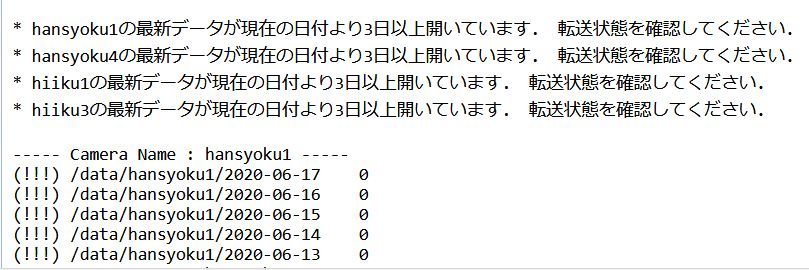 * hansyoku1の最新データが現在の日付より3日以上開いています. 転送状態を確認してください.
* hansyoku4の最新データが現在の日付より3日以上開いています. 転送状態を確認してください.
* hiiku1の最新データが現在の日付より3日以上開いています. 転送状態を確認してください.
* hiiku3の最新データが現在の日付より3日以上開いています. 転送状態を確認してください.
----- Camera Name : hansyoku1 -----
(!!!) /data/hansyoku1/2020-06-17    0
(!!!) /data/hansyoku1/2020-06-16    0
(!!!) /data/hansyoku1/2020-06-15    0
(!!!) /data/hansyoku1/2020-06-14    0
(!!!) /data/hansyoku1/2020-06-13    0